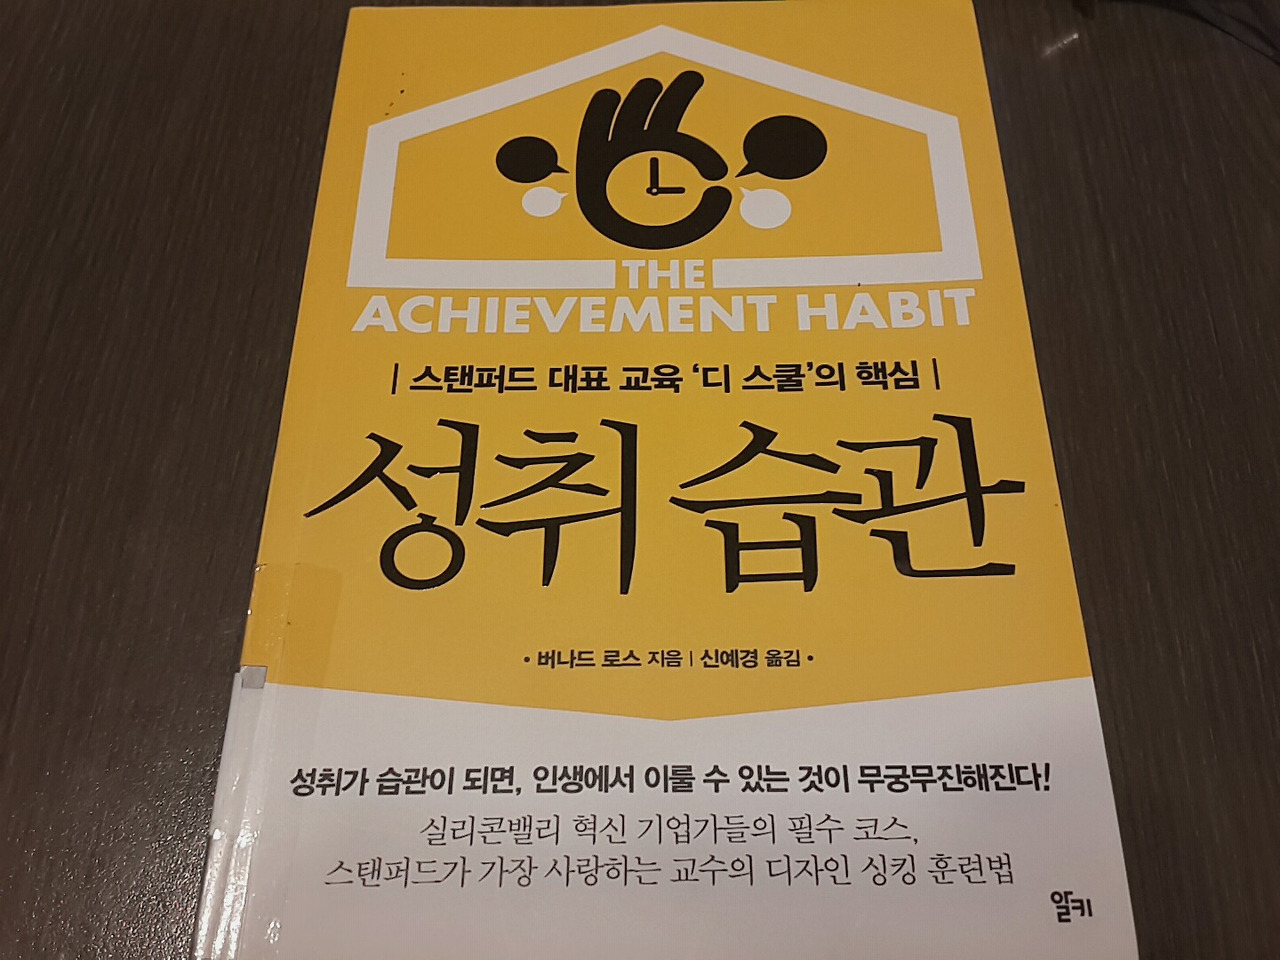 THE
ACHIEVEMENT HABIT
| 스탠퍼드 대표 교육 ‘디 스쿨’의 핵심 |
성취 습관
• 버나드 로스 지음 | 신예경 옮김 •
성취가 습관이 되면, 인생에서 이룰 수 있는 것이 무궁무진해진다!
실리콘밸리 혁신 기업가들의 필수 코스,
스탠퍼드가 가장 사랑하는 교수의 디자인 싱킹 훈련법
알키